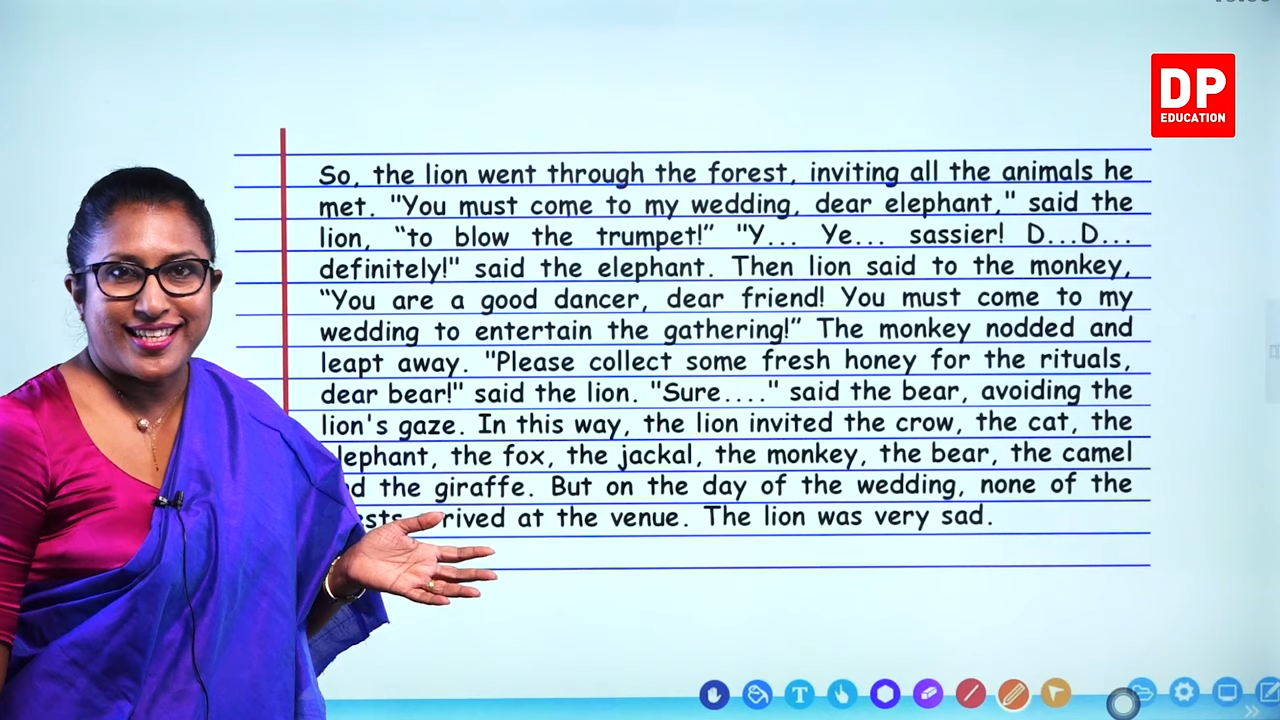 DP
EDUCATION
So, the lion went through the forest, inviting all the animals he
met. "You must come to my wedding, dear elephant," said the
lion, “to blow the trumpet!” "Y... Ye... sassier! D...D...
definitely!" said the elephant. Then lion said to the monkey,
“You are a good dancer, dear friend! You must come to my
wedding to entertain the gathering!” The monkey nodded and
leapt away. "Please collect some fresh honey for the rituals,
dear bear!" said the lion. "Sure...." said the bear, avoiding the
lion's gaze. In this way, the lion invited the crow, the cat, the
lephant, the fox, the jackal, the monkey, the bear, the camel
d the giraffe. But on the day of the wedding, none of the
sts rived at the venue. The lion was very sad.